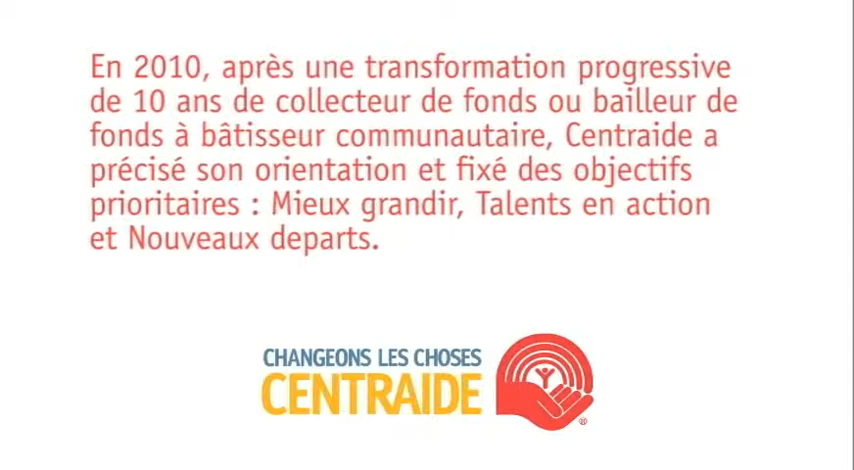 En 2010, après une transformation progressive
de 10 ans de collecteur de fonds ou bailleur de
fonds à bâtisseur communautaire, Centraide a
précisé son orientation et fixé des objectifs
prioritaires : Mieux grandir, Talents en action
et Nouveaux departs.
CHANGEONS LES CHOSES
CENTRAIDE
®